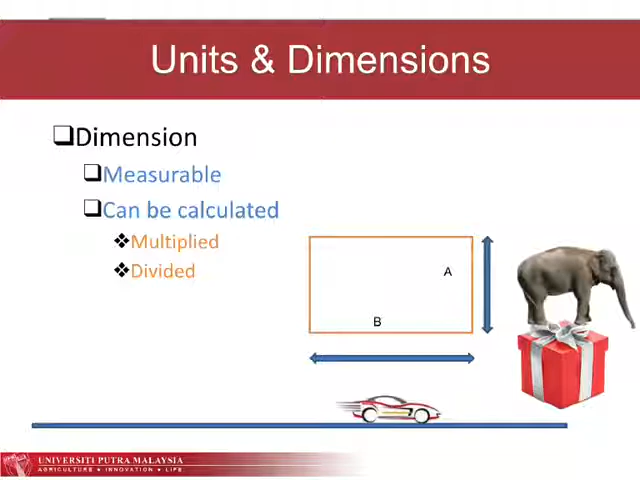 Units & Dimensions
Dimension
Measurable
Can be calculated
Multiplied
Divided
A
B
UNIVERSITI PUTRA MALAYSIA
AGRICULTURE • INNOVATION • LIFE